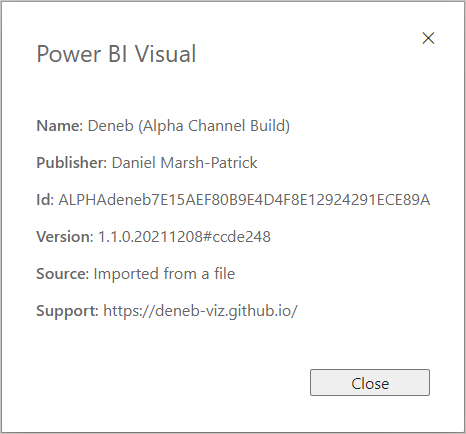 Power BI Visual
Name: Deneb (Alpha Channel Build)
Publisher: Daniel Marsh-Patrick
Id: ALPHAdeneb7E15AEF80B9E4D4F8E12924291ECE89A
Version: 1.1.0.20211208#ccde248
Source: Imported from a file
Support: https://deneb-viz.github.io/
Close